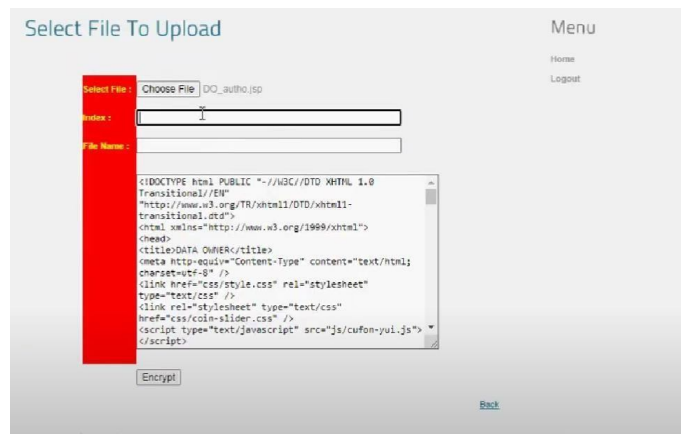 Select File To Upload
Menu
Home
Logout
Select File : Choose File DO_autho.jsp
Index :
File Name :
<!DOCTYPE html PUBLIC "-//W3C//DTD XHTML 1.0
Transitional//EN"
"http://www.w3.org/TR/xhtml1/DTD/xhtml1-
transitional.dtd">
<html xmlns="http://www.w3.org/1999/xhtml">
<head>
<title>DATA OWNER</title>
<meta http-equiv="Content-Type" content="text/html;
charset=utf-8" />
<link href="css/style.css" rel="stylesheet"
type="text/css" />
<link rel="stylesheet" type="text/css"
href="css/coin-slider.css" />
<script type="text/javascript" src="js/cufon-yui.js">
</script>
Encrypt
Back